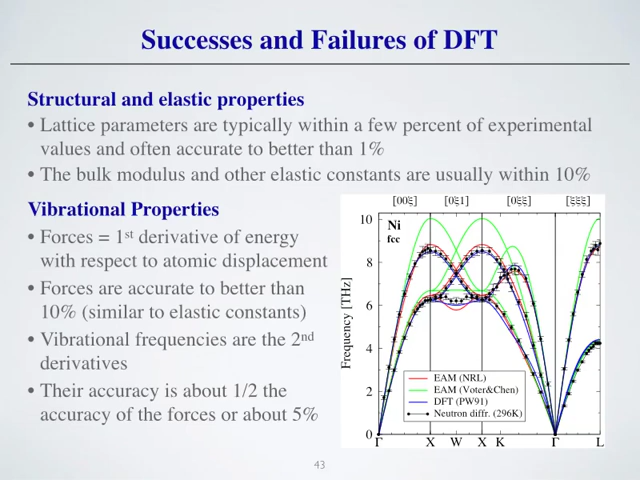 Successes and Failures of DFT
Structural and elastic properties
• Lattice parameters are typically within a few percent of experimental
values and often accurate to better than 1%
• The bulk modulus and other elastic constants are usually within 10%
Vibrational Properties
• Forces = 1st derivative of energy
with respect to atomic displacement
• Forces are accurate to better than
10% (similar to elastic constants)
• Vibrational frequencies are the 2nd
derivatives
• Their accuracy is about 1/2 the
accuracy of the forces or about 5%
[00ξ] [0ξ1] [0ξξ] [ξξξ]
Ni
fcc
10
8
6
4
2
0
Frequency [THz]
EAM (NRL)
EAM (Voter&Chen)
DFT (PW91)
Neutron diffr. (296K)
Γ X W X K Γ L
43